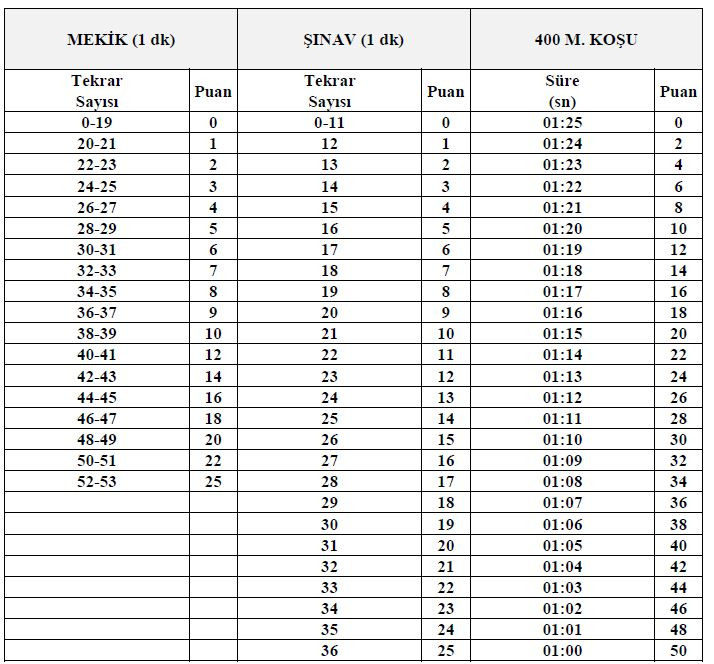 MEKİK (1 dk) ŞINAV (1 dk) 400 M. KOŞU
Tekrar Sayısı Puan Tekrar Sayısı Puan Süre (sn) Puan
0-19 0 0-11 0 01:25 0
20-21 1 12 1 01:24 2
22-23 2 13 2 01:23 4
24-25 3 14 3 01:22 6
26-27 4 15 4 01:21 8
28-29 5 16 5 01:20 10
30-31 6 17 6 01:19 12
32-33 7 18 7 01:18 14
34-35 8 19 8 01:17 16
36-37 9 20 9 01:16 18
38-39 10 21 10 01:15 20
40-41 12 22 11 01:14 22
42-43 14 23 12 01:13 24
44-45 16 24 13 01:12 26
46-47 18 25 14 01:11 28
48-49 20 26 15 01:10 30
50-51 22 27 16 01:09 32
52-53 25 28 17 01:08 34
29 18 01:07 36
30 19 01:06 38
31 20 01:05 40
32 21 01:04 42
33 22 01:03 44
34 23 01:02 46
35 24 01:01 48
36 25 01:00 50